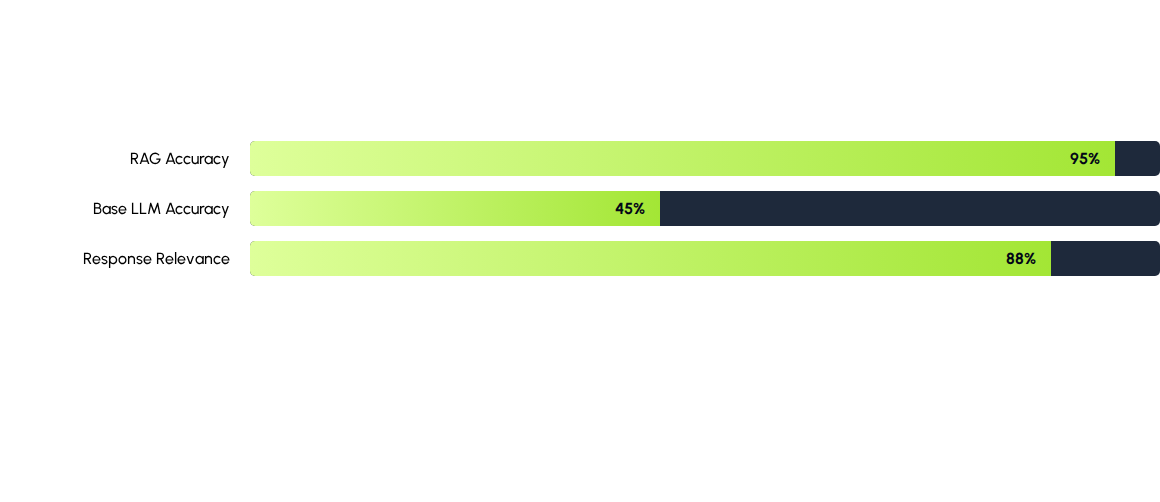 RAG Accuracy 95%
Base LLM Accuracy 45%
Response Relevance 88%